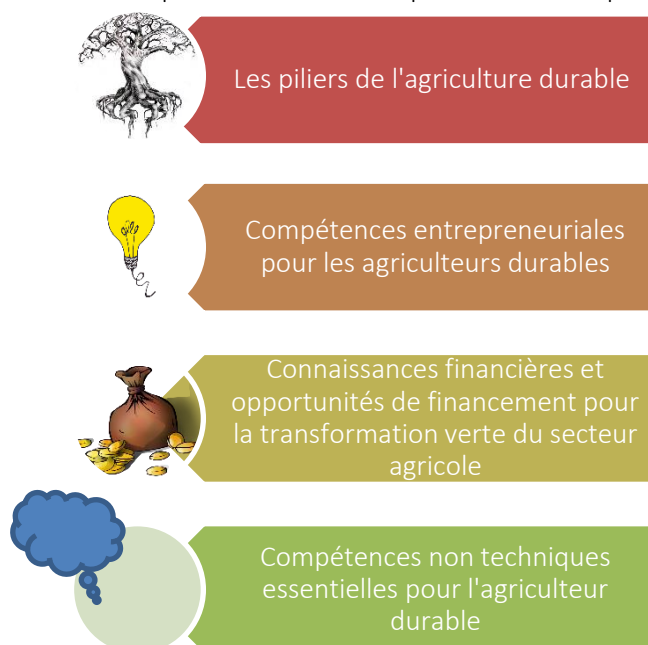 Les piliers de l'agriculture durable
Compétences entrepreneuriales
pour les agriculteurs durables
Connaissances financières et
opportunités de financement pour
la transformation verte du secteur
agricole
Compétences non techniques
essentielles pour l'agriculteur
durable